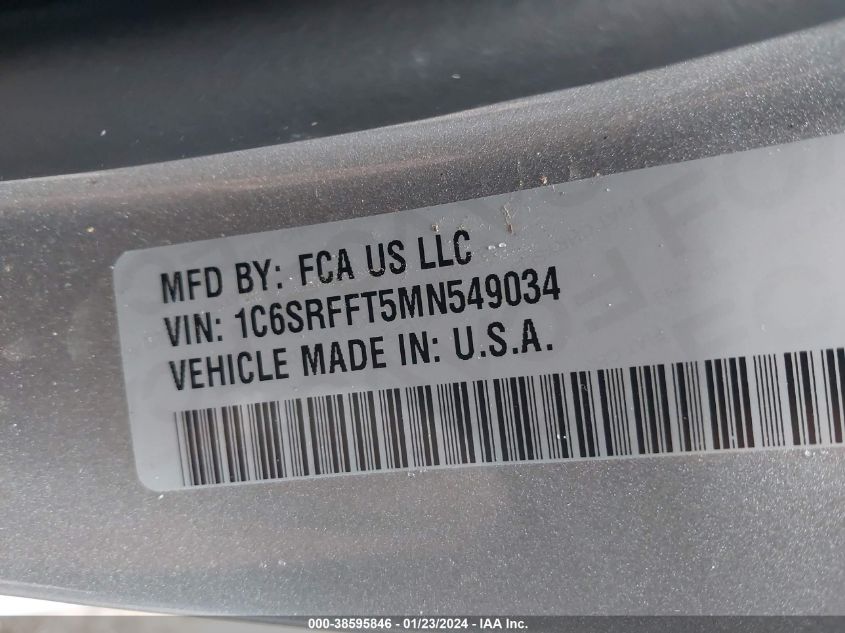 MFD BY: FCA US LLC
VIN: 1C6SRFFT5MN549034
VEHICLE MADE IN: U.S.A.
000-38595846 - 01/23/2024 - IAA Inc.